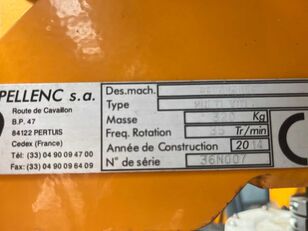 PELLENC s.a.
Route de Cavaillon
B.P. 47
84122 PERTUIS
Cedex (France)
Tél: (33) 04 90 09 47 00
Fax: (33) 04 90 09 64 09
Des.mach.
Type
Masse 320 Kg
Freq. Rotation 35 Tr/min
Année de Construction 2014
N° de série 36N007
C